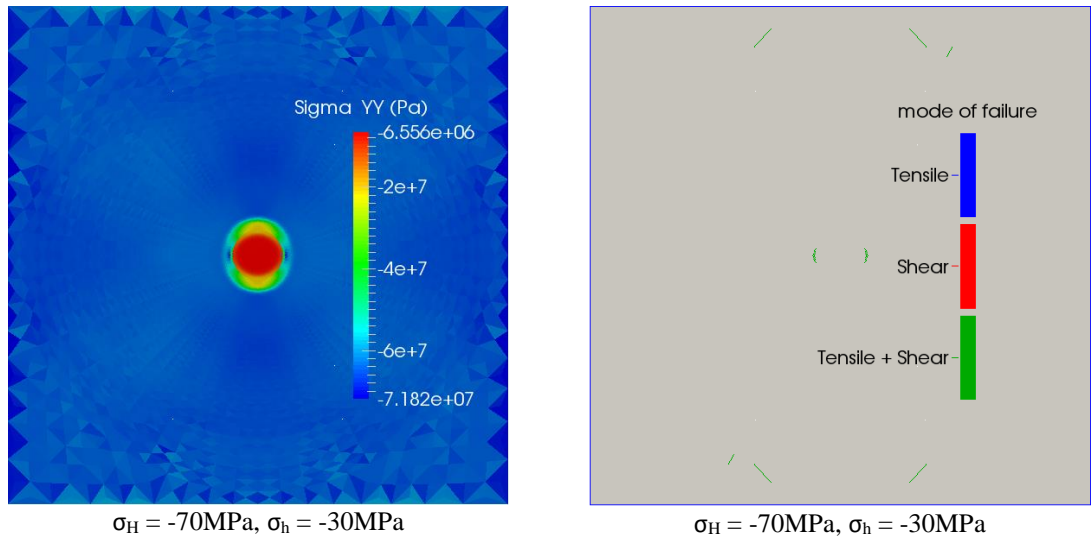 Sigma YY (Pa)
-6.556e+06
-2e+7
-4e+7
-6e+7
-7.182e+07
σH = -70MPa, σh = -30MPa
mode of failure
Tensile
Shear
Tensile + Shear
σH = -70MPa, σh = -30MPa